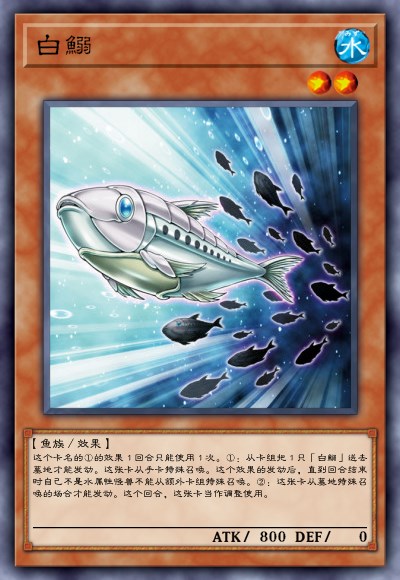 白鰯
水
【魚族／效果】
这个卡名的①的效果1回合只能使用1次。①：从卡组把1只「白鰯」送去
墓地才能发动。这张卡从手卡特殊召唤。这个效果的发动后，直到回合结束
时自己不是水属性怪兽不能从额外卡组特殊召唤。②：这张卡从墓地特殊召
唤的场合才能发动。这个回合，这张卡当作调整使用。
ATK/ 800 DEF/ 0